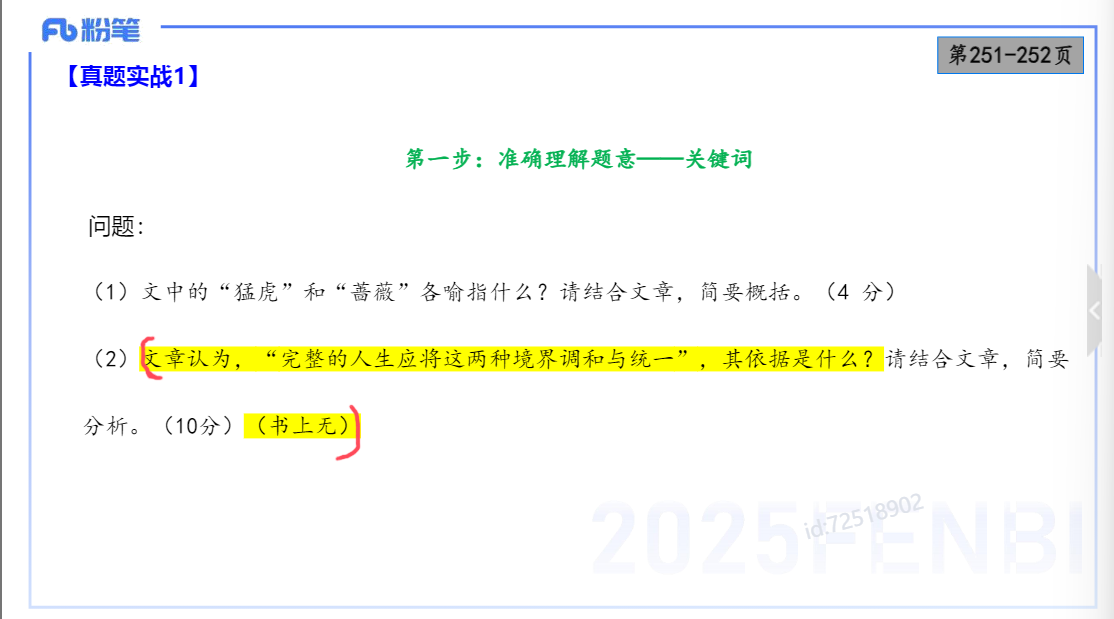 粉笔
第251-252页
【真题实战1】
第一步：准确理解题意——关键词
问题：
（1）文中的“猛虎”和“蔷薇”各喻指什么？请结合文章，简要概括。（4 分）
（2）文章认为，“完整的人生应将这两种境界调和与统一”，其依据是什么？请结合文章，简要
分析。（10分）（书上无）
id:72518902
2025FENBI